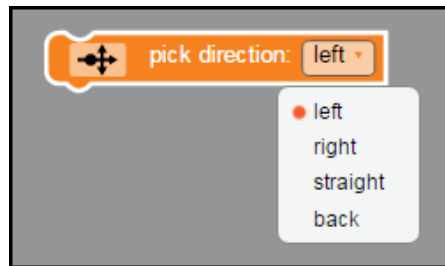 pick direction: left
left
right
straight
back